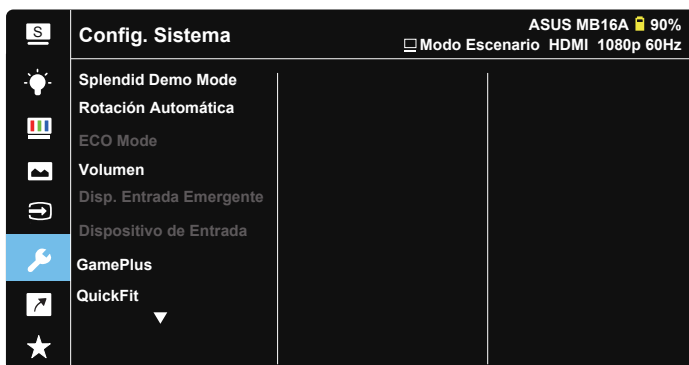 S
Config. Sistema
ASUS MB16A 90%
Modo Escenario HDMI 1080p 60Hz
Splendid Demo Mode
Rotación Automática
ECO Mode
Volumen
Disp. Entrada Emergente
Dispositivo de Entrada
GamePlus
QuickFit